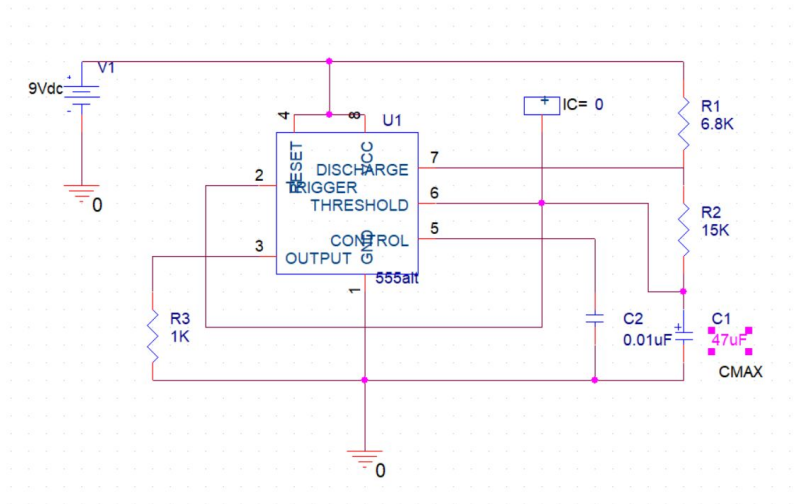 V1
9Vdc
0
4
8
U1
IC= 0
R1
6.8K
RESET
VCC
DISCHARGE
7
2
TRIGGER
THRESHOLD
6
R2
15K
CONTROL
5
3
OUTPUT
GND
555alt
1
R3
1K
C2
0.01uF
C1
47uF
CMAX
0